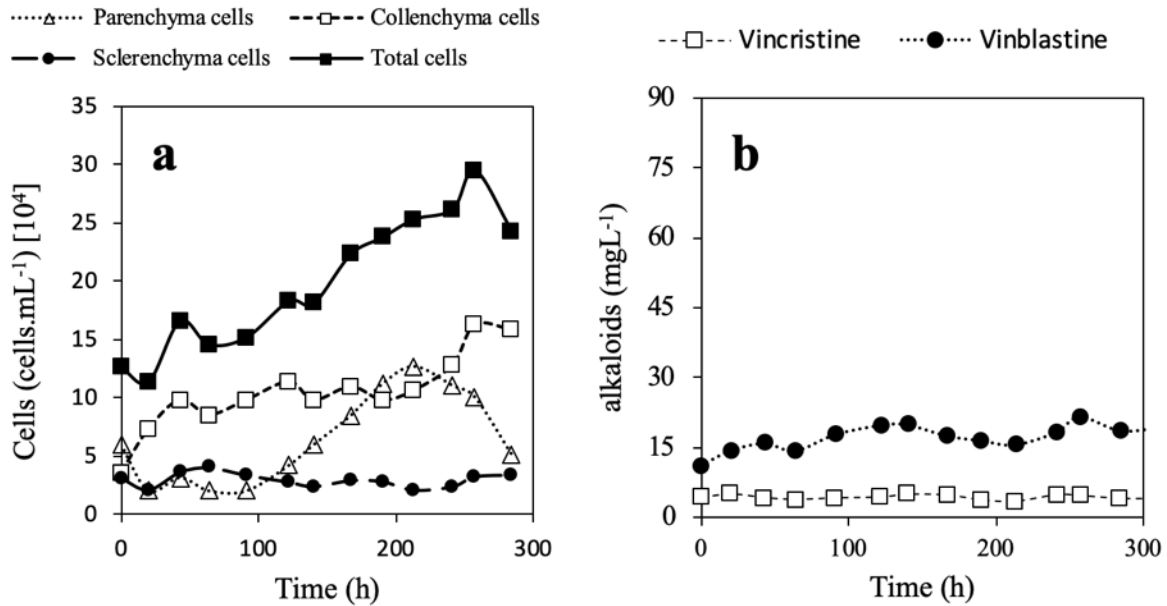 Parenchyma cells Collenchyma cells
Sclerenchyma cells Total cells
Vincristine Vinblastine
a
Cells (cells.mL⁻¹) [10⁴]
35
30
25
20
15
10
5
0
0 100 200 300
Time (h)
b
alkaloids (mgL⁻¹)
90
75
60
45
30
15
0
0 100 200 300
Time (h)